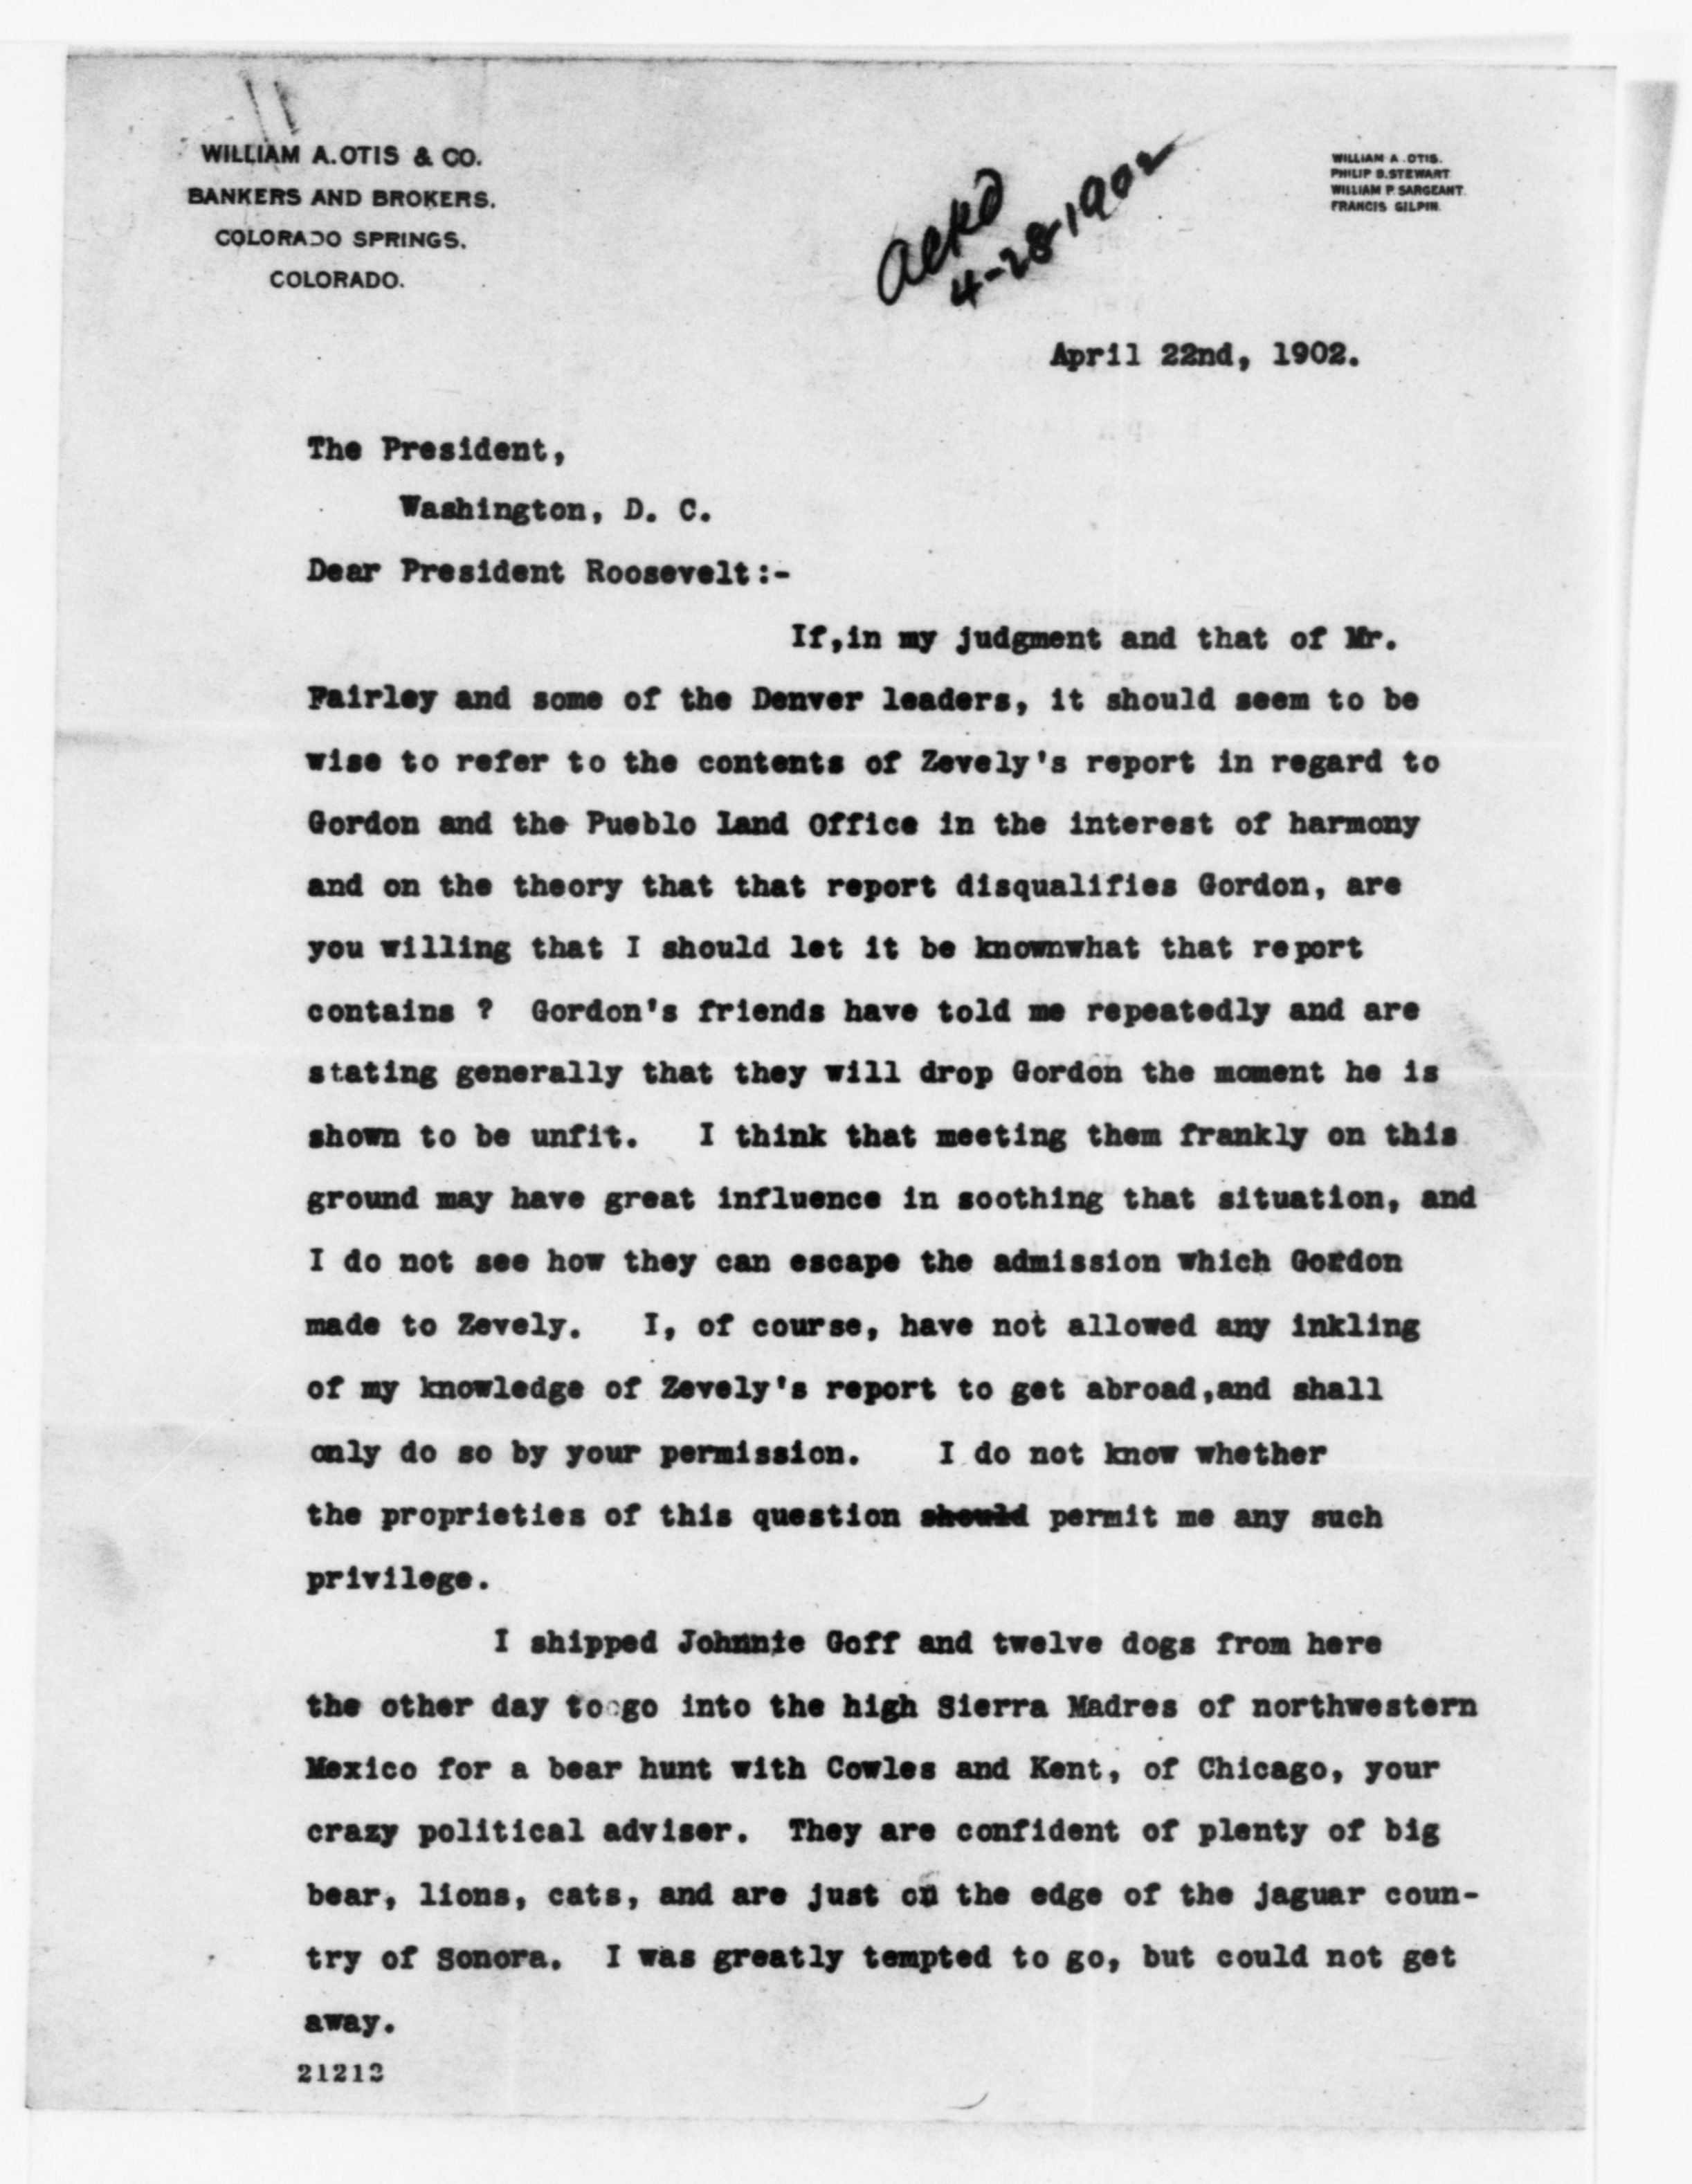 WILLIAM A. OTIS & CO.
BANKERS AND BROKERS.
COLORADO SPRINGS.
COLORADO.
Ackd
4-28-1902
WILLIAM A. OTIS.
PHILIP B. STEWART
WILLIAM P. SARGEANT.
FRANCIS GILPIN.
April 22nd, 1902.
The President,
Washington, D. C.
Dear President Roosevelt:-
If,in my judgment and that of Mr.
Fairley and some of the Denver leaders, it should seem to be
wise to refer to the contents of Zevely's report in regard to
Gordon and the Pueblo Land Office in the interest of harmony
and on the theory that that report disqualifies Gordon, are
you willing that I should let it be knownwhat that report
contains ? Gordon's friends have told me repeatedly and are
stating generally that they will drop Gordon the moment he is
shown to be unfit. I think that meeting them frankly on this
ground may have great influence in soothing that situation, and
I do not see how they can escape the admission which Gordon
made to Zevely. I, of course, have not allowed any inkling
of my knowledge of Zevely's report to get abroad,and shall
only do so by your permission. I do not know whether
the proprieties of this question should permit me any such
privilege.
I shipped Johnnie Goff and twelve dogs from here
the other day to go into the high Sierra Madres of northwestern
Mexico for a bear hunt with Cowles and Kent, of Chicago, your
crazy political adviser. They are confident of plenty of big
bear, lions, cats, and are just on the edge of the jaguar coun-
try of Sonora. I was greatly tempted to go, but could not get
away.
21213